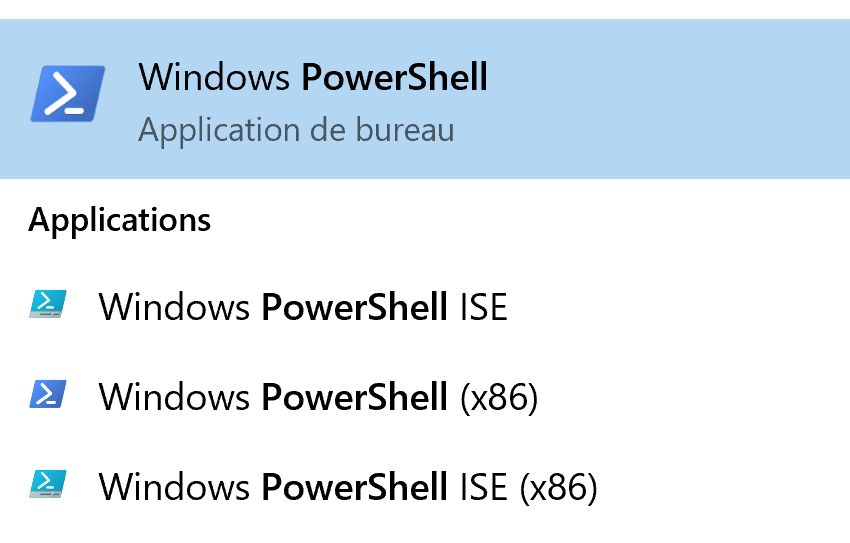 Windows PowerShell
Application de bureau
Applications
Windows PowerShell ISE
Windows PowerShell (x86)
Windows PowerShell ISE (x86)